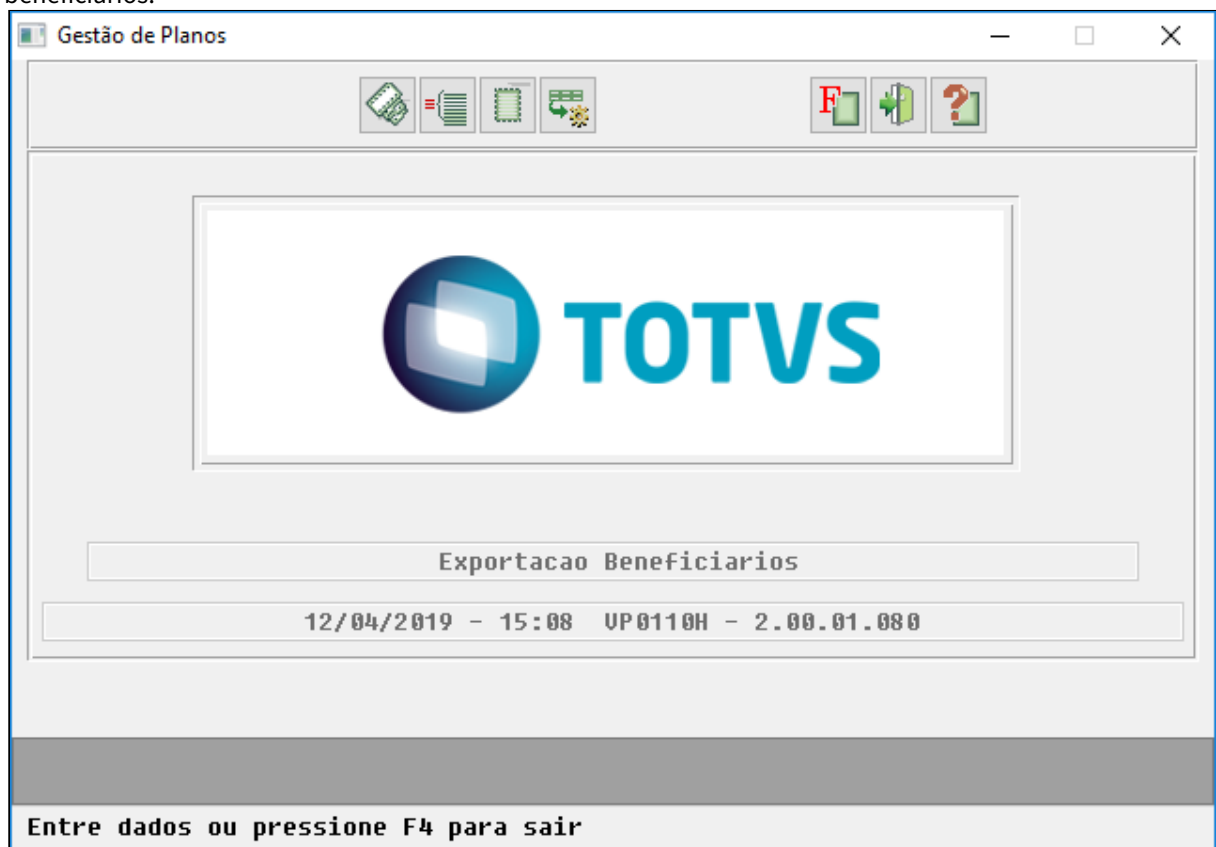 beneficiários.
Gestão de Planos
F ?
TOTVS
Exportacao Beneficiarios
12/04/2019 - 15:08 VP0110H - 2.00.01.080
Entre dados ou pressione F4 para sair